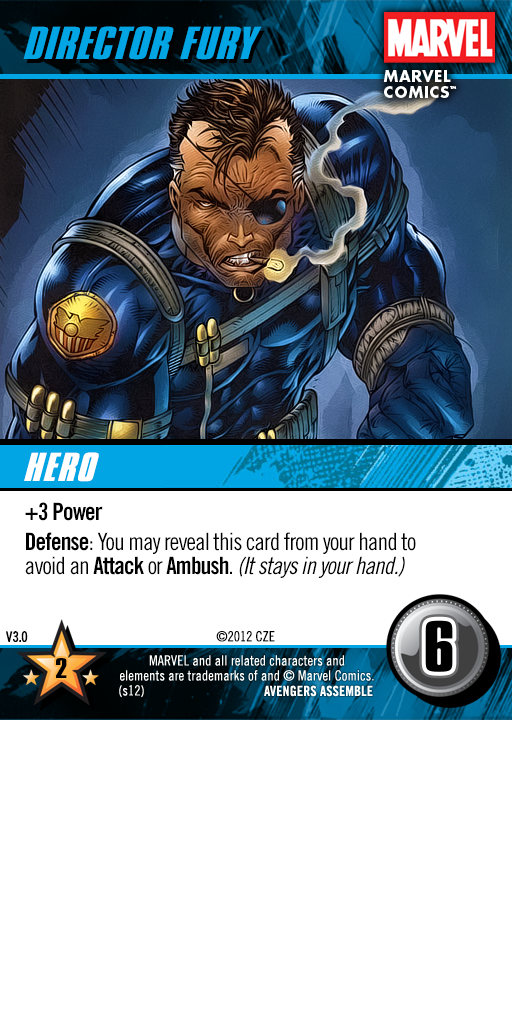 DIRECTOR FURY
MARVEL
MARVEL
COMICS™
HERO
+3 Power
Defense: You may reveal this card from your hand to
avoid an Attack or Ambush. (It stays in your hand.)
V3.0
©2012 CZE
6
2
MARVEL and all related characters and
elements are trademarks of and © Marvel Comics.
(s12)
AVENGERS ASSEMBLE